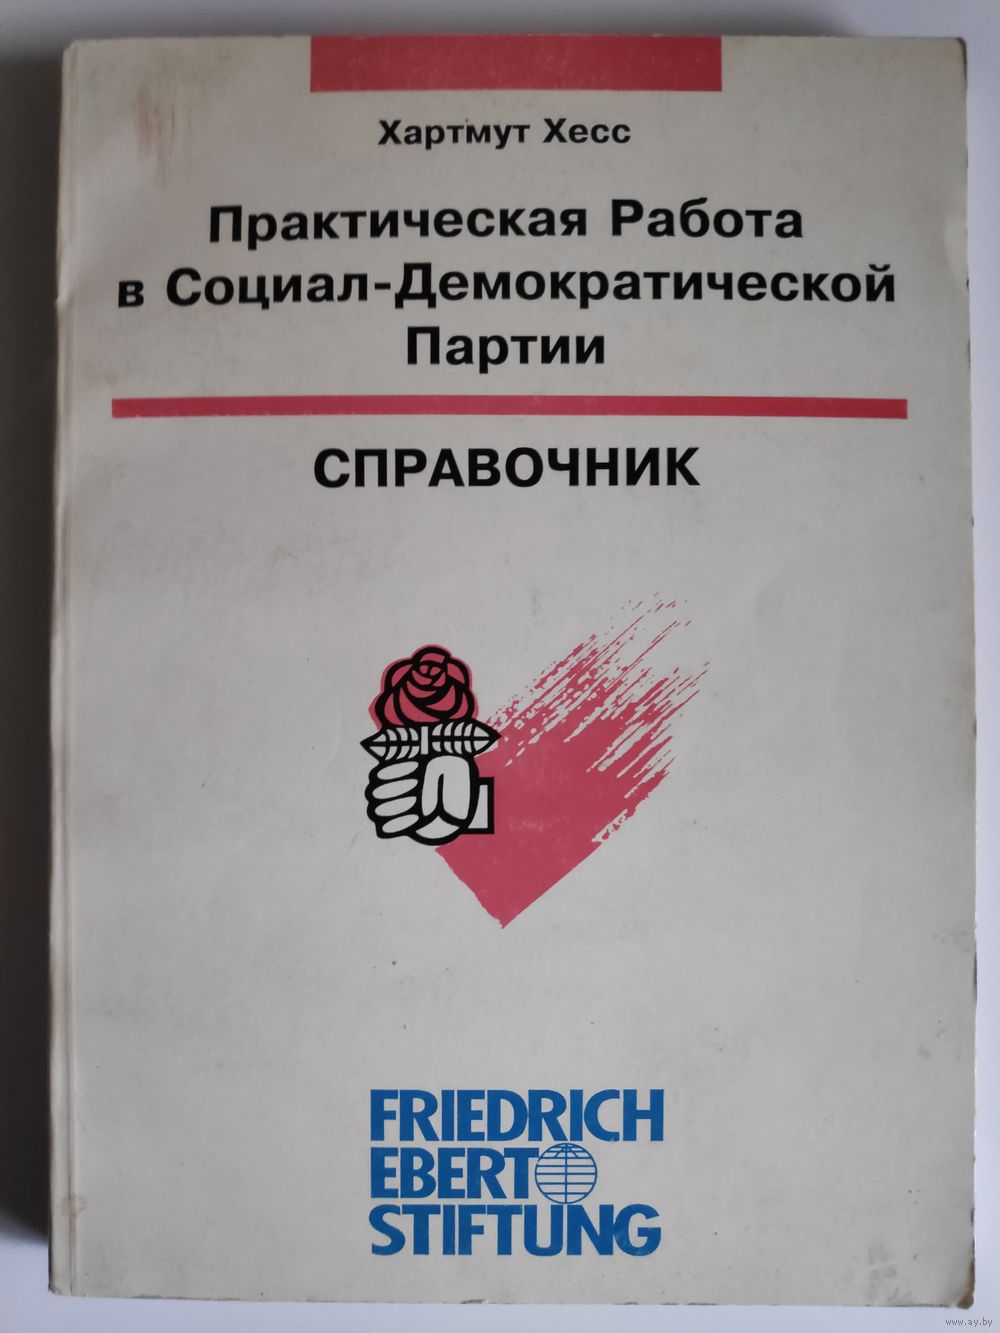 Хартмут Хесс
Практическая Работа
в Социал-Демократической
Партии
СПРАВОЧНИК
FRIEDRICH
EBERT
STIFTUNG
www.ay.by